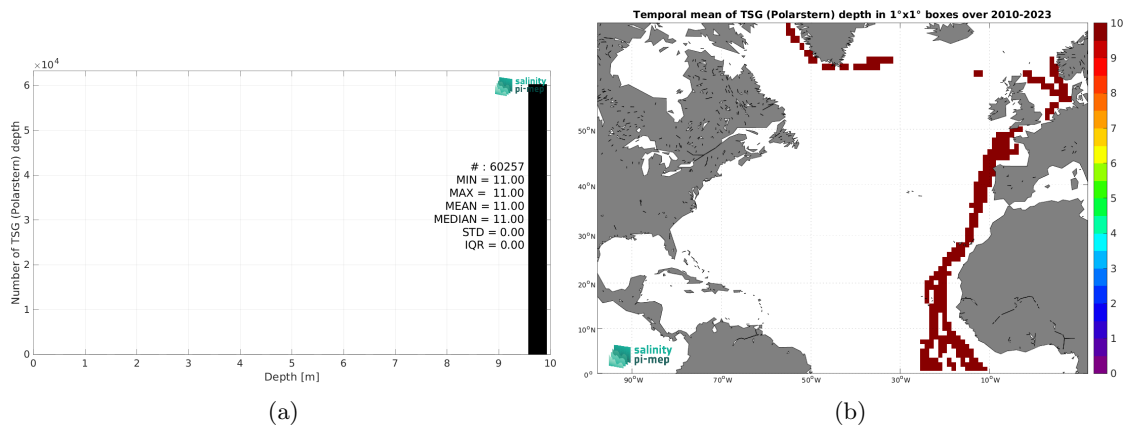 ×10⁴
6
5
4
3
2
1
0
Number of TSG (Polarstern) depth
salinity
pi-mep
# : 60257
MIN = 11.00
MAX = 11.00
MEAN = 11.00
MEDIAN = 11.00
STD = 0.00
IQR = 0.00
0 1 2 3 4 5 6 7 8 9 10
Depth [m]
(a)
Temporal mean of TSG (Polarstern) depth in 1°x1° boxes over 2010-2023
50°N
40°N
30°N
20°N
10°N
0°
90°W 70°W 50°W 30°W 10°W
salinity
pi-mep
10
9
8
7
6
5
4
3
2
1
0
(b)